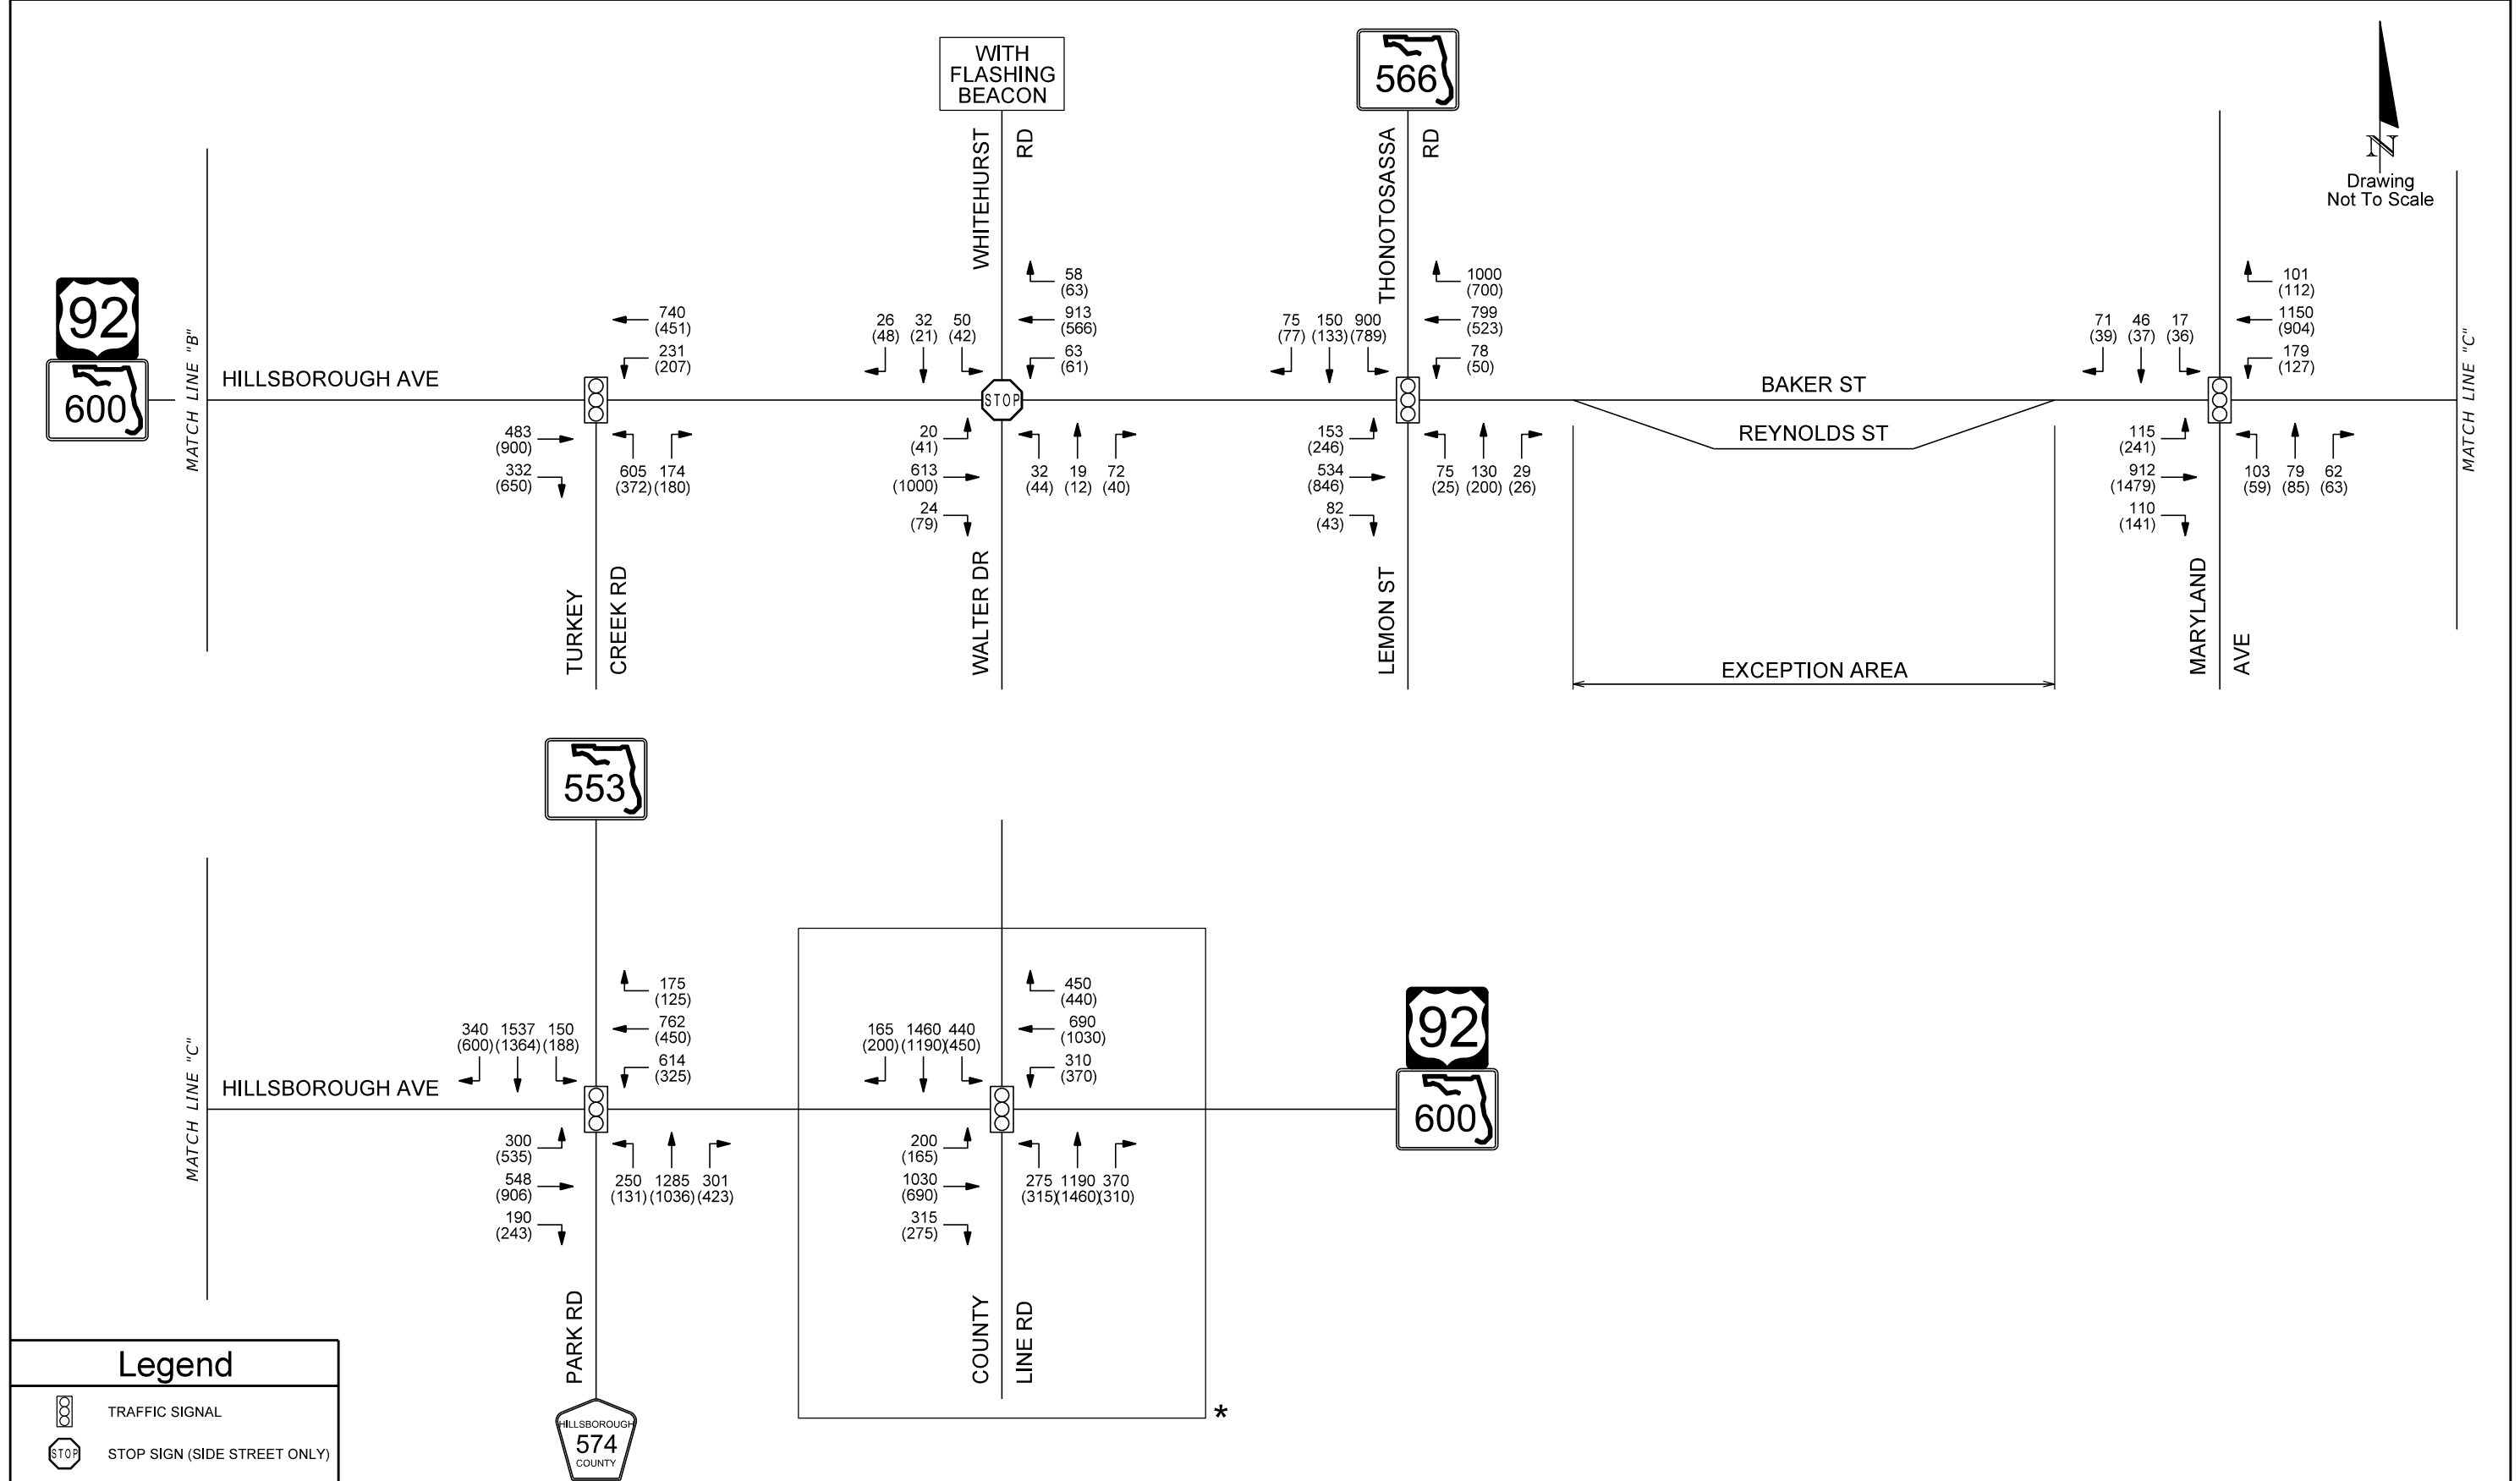 WITH
FLASHING
BEACON
566
N
Drawing
Not To Scale
92
600
MATCH LINE "B"
HILLSBOROUGH AVE
TURKEY
CREEK RD
740
(451)
231
(207)
483
(900)
332
(650)
605 174
(372) (180)
WHITEHURST
RD
26 32 50
(48) (21) (42)
58
(63)
913
(566)
63
(61)
STOP
20
(41)
613
(1000)
24
(79)
32 19 72
(44) (12) (40)
WALTER DR
THONOTOSASSA
RD
75 150 900
(77) (133) (789)
1000
(700)
799
(523)
78
(50)
153
(246)
534
(846)
82
(43)
75 130 29
(25) (200) (26)
LEMON ST
BAKER ST
REYNOLDS ST
EXCEPTION AREA
71 46 17
(39) (37) (36)
101
(112)
1150
(904)
179
(127)
115
(241)
912
(1479)
110
(141)
103 79 62
(59) (85) (63)
MARYLAND
AVE
MATCH LINE "C"
553
MATCH LINE "C"
HILLSBOROUGH AVE
340 1537 150
(600) (1364) (188)
175
(125)
762
(450)
614
(325)
300
(535)
548
(906)
190
(243)
250 1285 301
(131) (1036) (423)
PARK RD
HILLSBOROUGH
574
COUNTY
165 1460 440
(200) (1190) (450)
450
(440)
690
(1030)
310
(370)
200
(165)
1030
(690)
315
(275)
275 1190 370
(315) (1460) (310)
COUNTY
LINE RD
*
92
600
Legend
TRAFFIC SIGNAL
STOP STOP SIGN (SIDE STREET ONLY)